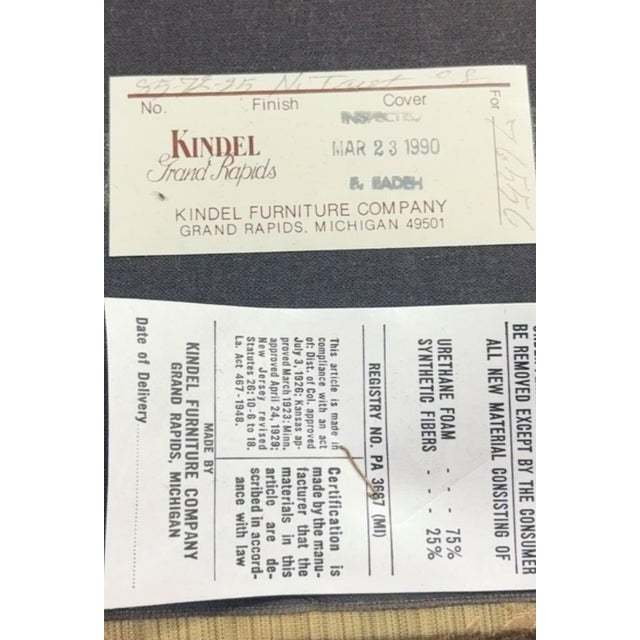 No. Finish Cover For
76556
KINDEL
Grand Rapids
INSPECTED
MAR 23 1990
KINDEL FURNITURE COMPANY
GRAND RAPIDS, MICHIGAN 49501
BE REMOVED EXCEPT BY THE CONSUMER
ALL NEW MATERIAL CONSISTING OF
URETHANE FOAM - - - 75%
SYNTHETIC FIBERS - - - 25%
REGISTRY NO. PA 3667 (MI)
This article is made in
compliance with an act
of: Dist. of Col. approved
July 3, 1926; Kansas ap-
proved March 1923; Minn.
approved April 24, 1929;
New Jersey revised
Statutes 26: 10-6 to 18.
La. Act 467-1948.
Certification is
made by the manu-
facturer that the
materials in this
article are de-
scribed in accord-
ance with law
MADE BY
KINDEL FURNITURE COMPANY
GRAND RAPIDS, MICHIGAN
Date of Delivery